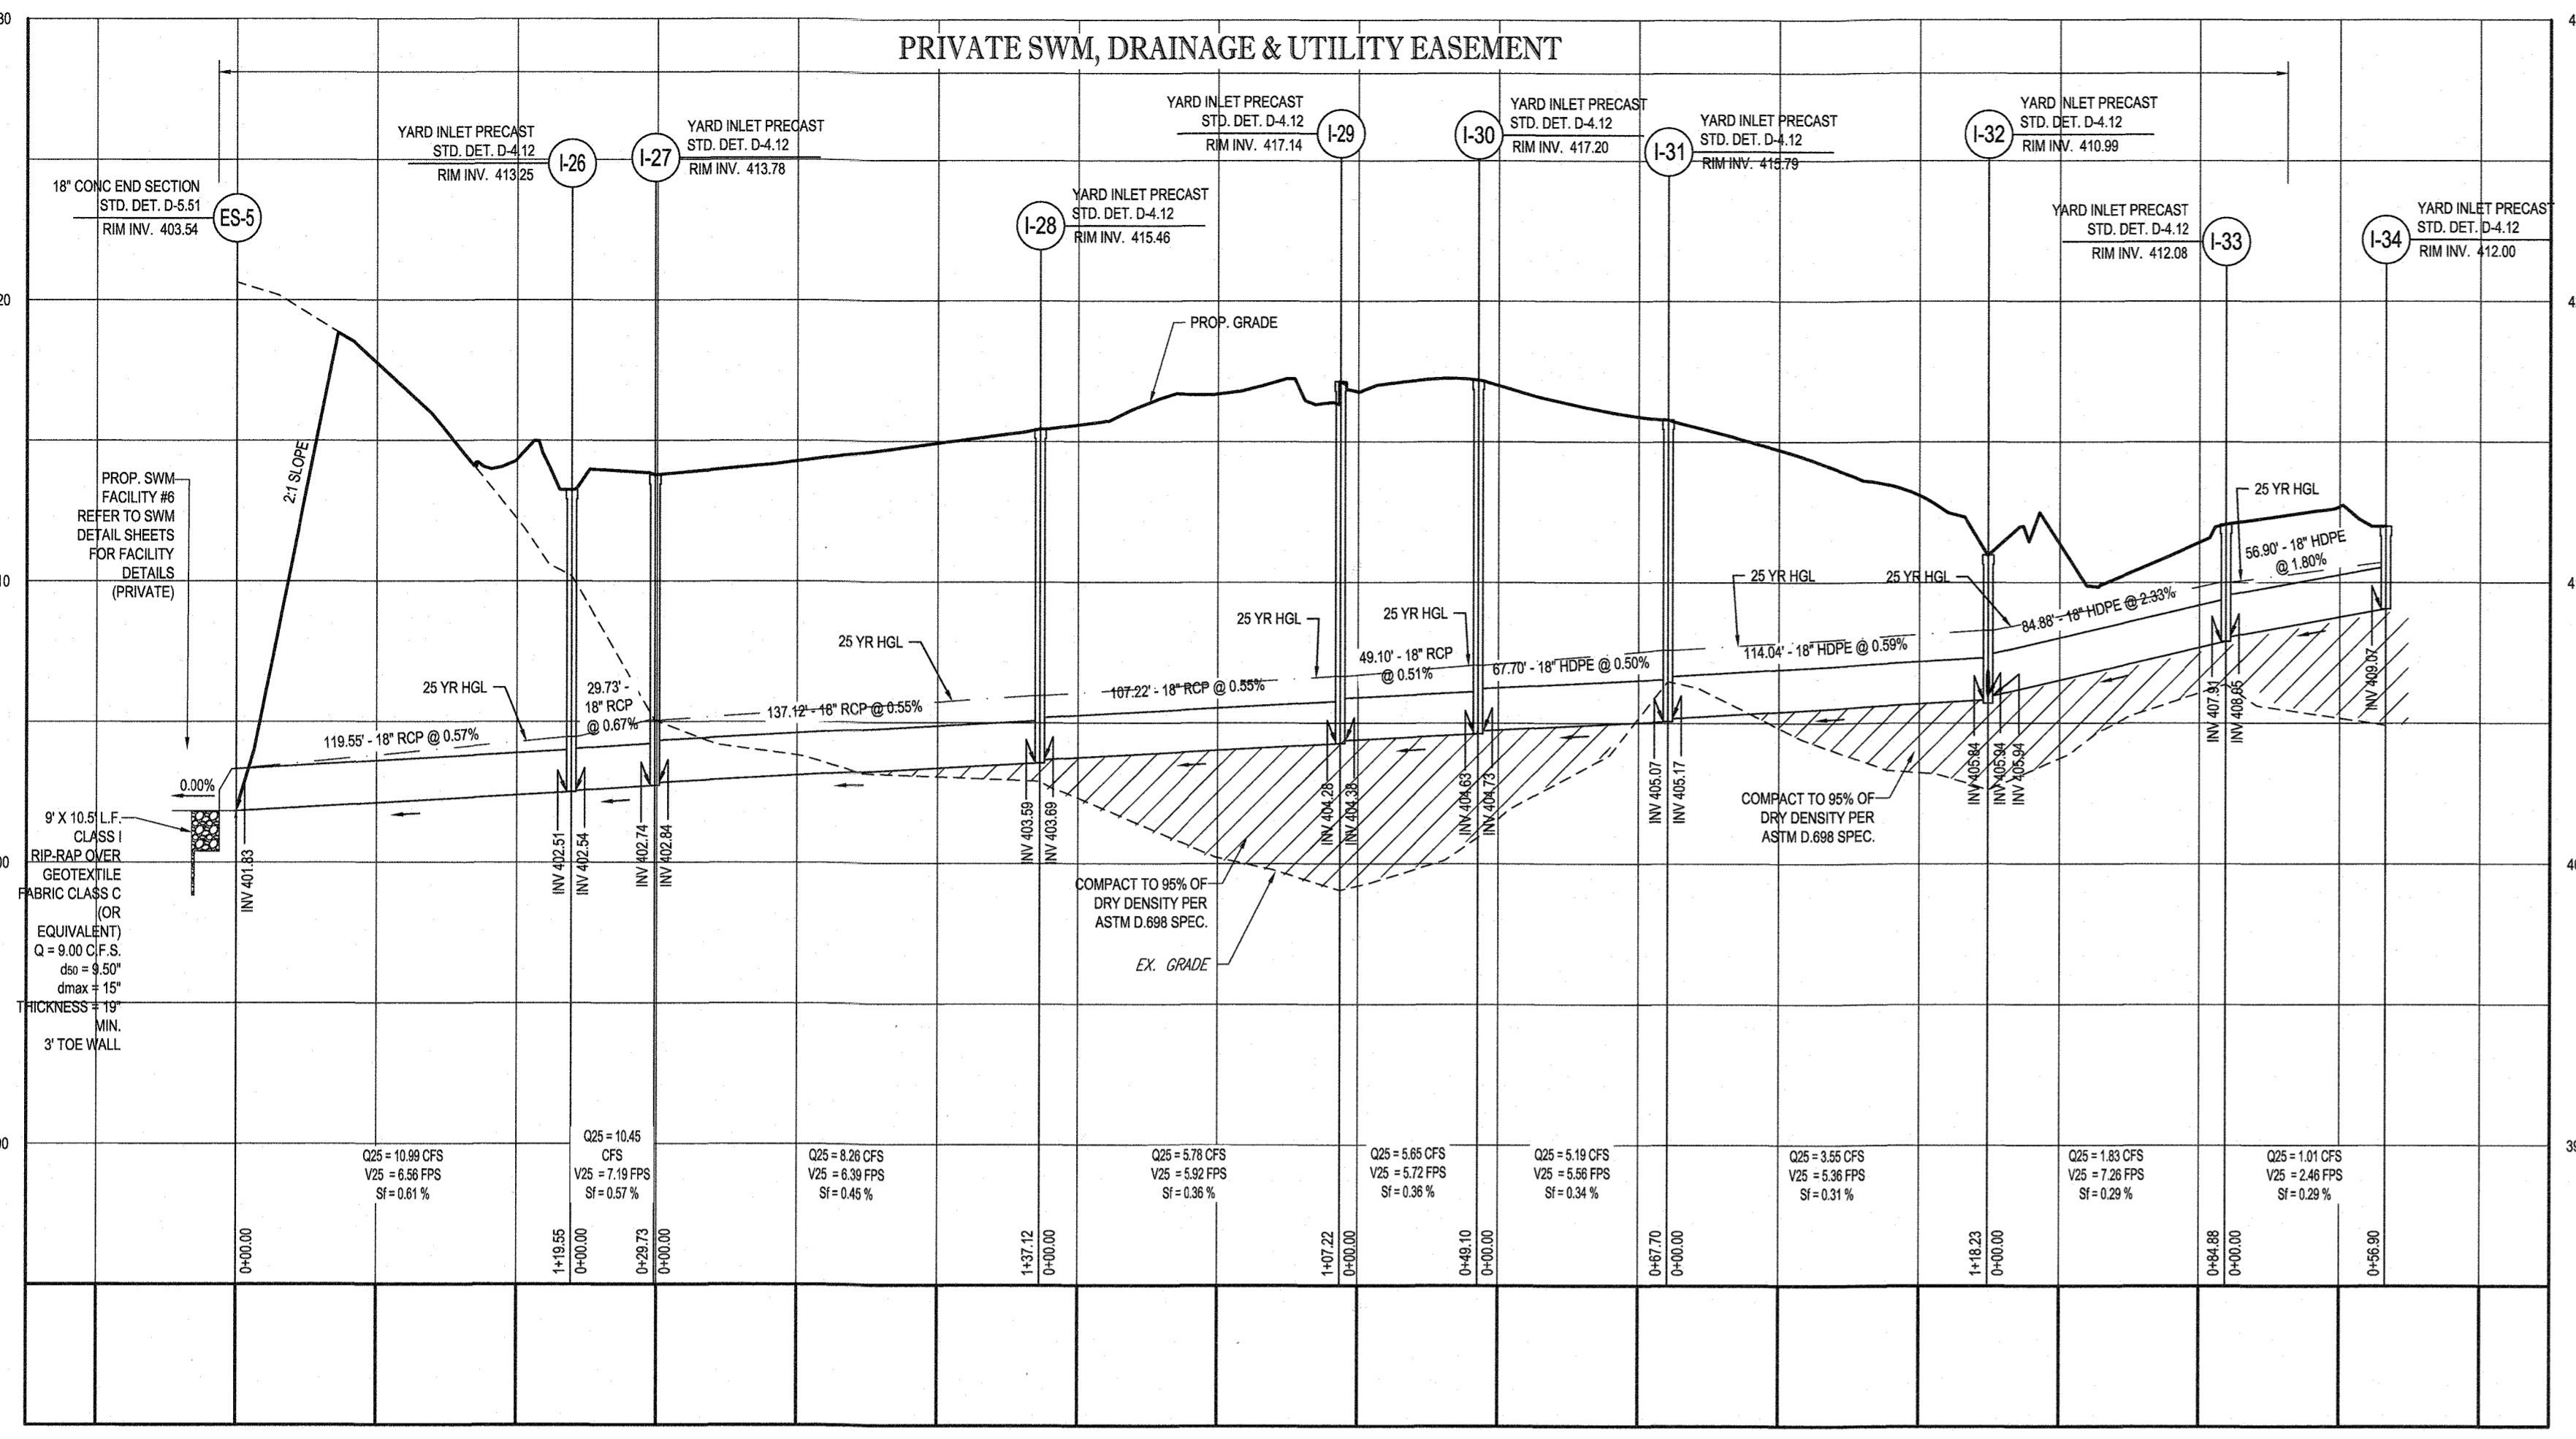 PRIVATE SWM, DRAINAGE & UTILITY EASEMENT
18" CONC END SECTION
STD. DET. D-5.51
RIM INV. 403.54
ES-5
YARD INLET PRECAST
STD. DET. D-4.12
RIM INV. 413.25
I-26
I-27
YARD INLET PRECAST
STD. DET. D-4.12
RIM INV. 413.78
I-28
YARD INLET PRECAST
STD. DET. D-4.12
RIM INV. 415.46
YARD INLET PRECAST
STD. DET. D-4.12
RIM INV. 417.14
I-29
I-30
YARD INLET PRECAST
STD. DET. D-4.12
RIM INV. 417.20
I-31
YARD INLET PRECAST
STD. DET. D-4.12
RIM INV. 415.79
I-32
YARD INLET PRECAST
STD. DET. D-4.12
RIM INV. 410.99
YARD INLET PRECAST
STD. DET. D-4.12
RIM INV. 412.08
I-33
I-34
YARD INLET PRECAST
STD. DET. D-4.12
RIM INV. 412.00
PROP. GRADE
2:1 SLOPE
PROP. SWM
FACILITY #6
REFER TO SWM
DETAIL SHEETS
FOR FACILITY
DETAILS
(PRIVATE)
0.00%
9' X 10.5' L.F.
CLASS I
RIP-RAP OVER
GEOTEXTILE
FABRIC CLASS C
(OR
EQUIVALENT)
Q = 9.00 C.F.S.
d50 = 9.50"
dmax = 15"
THICKNESS = 19"
MIN.
3' TOE WALL
25 YR HGL
25 YR HGL
25 YR HGL
25 YR HGL
25 YR HGL
25 YR HGL
25 YR HGL
119.55' - 18" RCP @ 0.57%
29.73' -
18" RCP
@ 0.67%
137.12' - 18" RCP @ 0.55%
107.22' - 18" RCP @ 0.55%
49.10' - 18" RCP
@ 0.51%
67.70' - 18" HDPE @ 0.50%
114.04' - 18" HDPE @ 0.59%
84.88' - 18" HDPE @ 2.33%
56.90' - 18" HDPE
@ 1.80%
INV 401.83
INV 402.51
INV 402.54
INV 402.74
INV 402.84
INV 403.59
INV 403.69
INV 404.28
INV 404.38
INV 404.63
INV 404.73
INV 405.07
INV 405.17
INV 405.84
INV 405.94
INV 405.94
INV 407.91
INV 408.05
INV 409.07
COMPACT TO 95% OF
DRY DENSITY PER
ASTM D.698 SPEC.
EX. GRADE
COMPACT TO 95% OF
DRY DENSITY PER
ASTM D.698 SPEC.
Q25 = 10.99 CFS
V25 = 6.56 FPS
Sf = 0.61 %
Q25 = 10.45
CFS
V25 = 7.19 FPS
Sf = 0.57 %
Q25 = 8.26 CFS
V25 = 6.39 FPS
Sf = 0.45 %
Q25 = 5.78 CFS
V25 = 5.92 FPS
Sf = 0.36 %
Q25 = 5.65 CFS
V25 = 5.72 FPS
Sf = 0.36 %
Q25 = 5.19 CFS
V25 = 5.56 FPS
Sf = 0.34 %
Q25 = 3.55 CFS
V25 = 5.36 FPS
Sf = 0.31 %
Q25 = 1.83 CFS
V25 = 7.26 FPS
Sf = 0.29 %
Q25 = 1.01 CFS
V25 = 2.46 FPS
Sf = 0.29 %
0+00.00
1+19.55
0+00.00
0+29.73
0+00.00
1+37.12
0+00.00
1+07.22
0+00.00
0+49.10
0+00.00
0+67.70
0+00.00
1+18.23
0+00.00
0+84.88
0+00.00
0+56.90